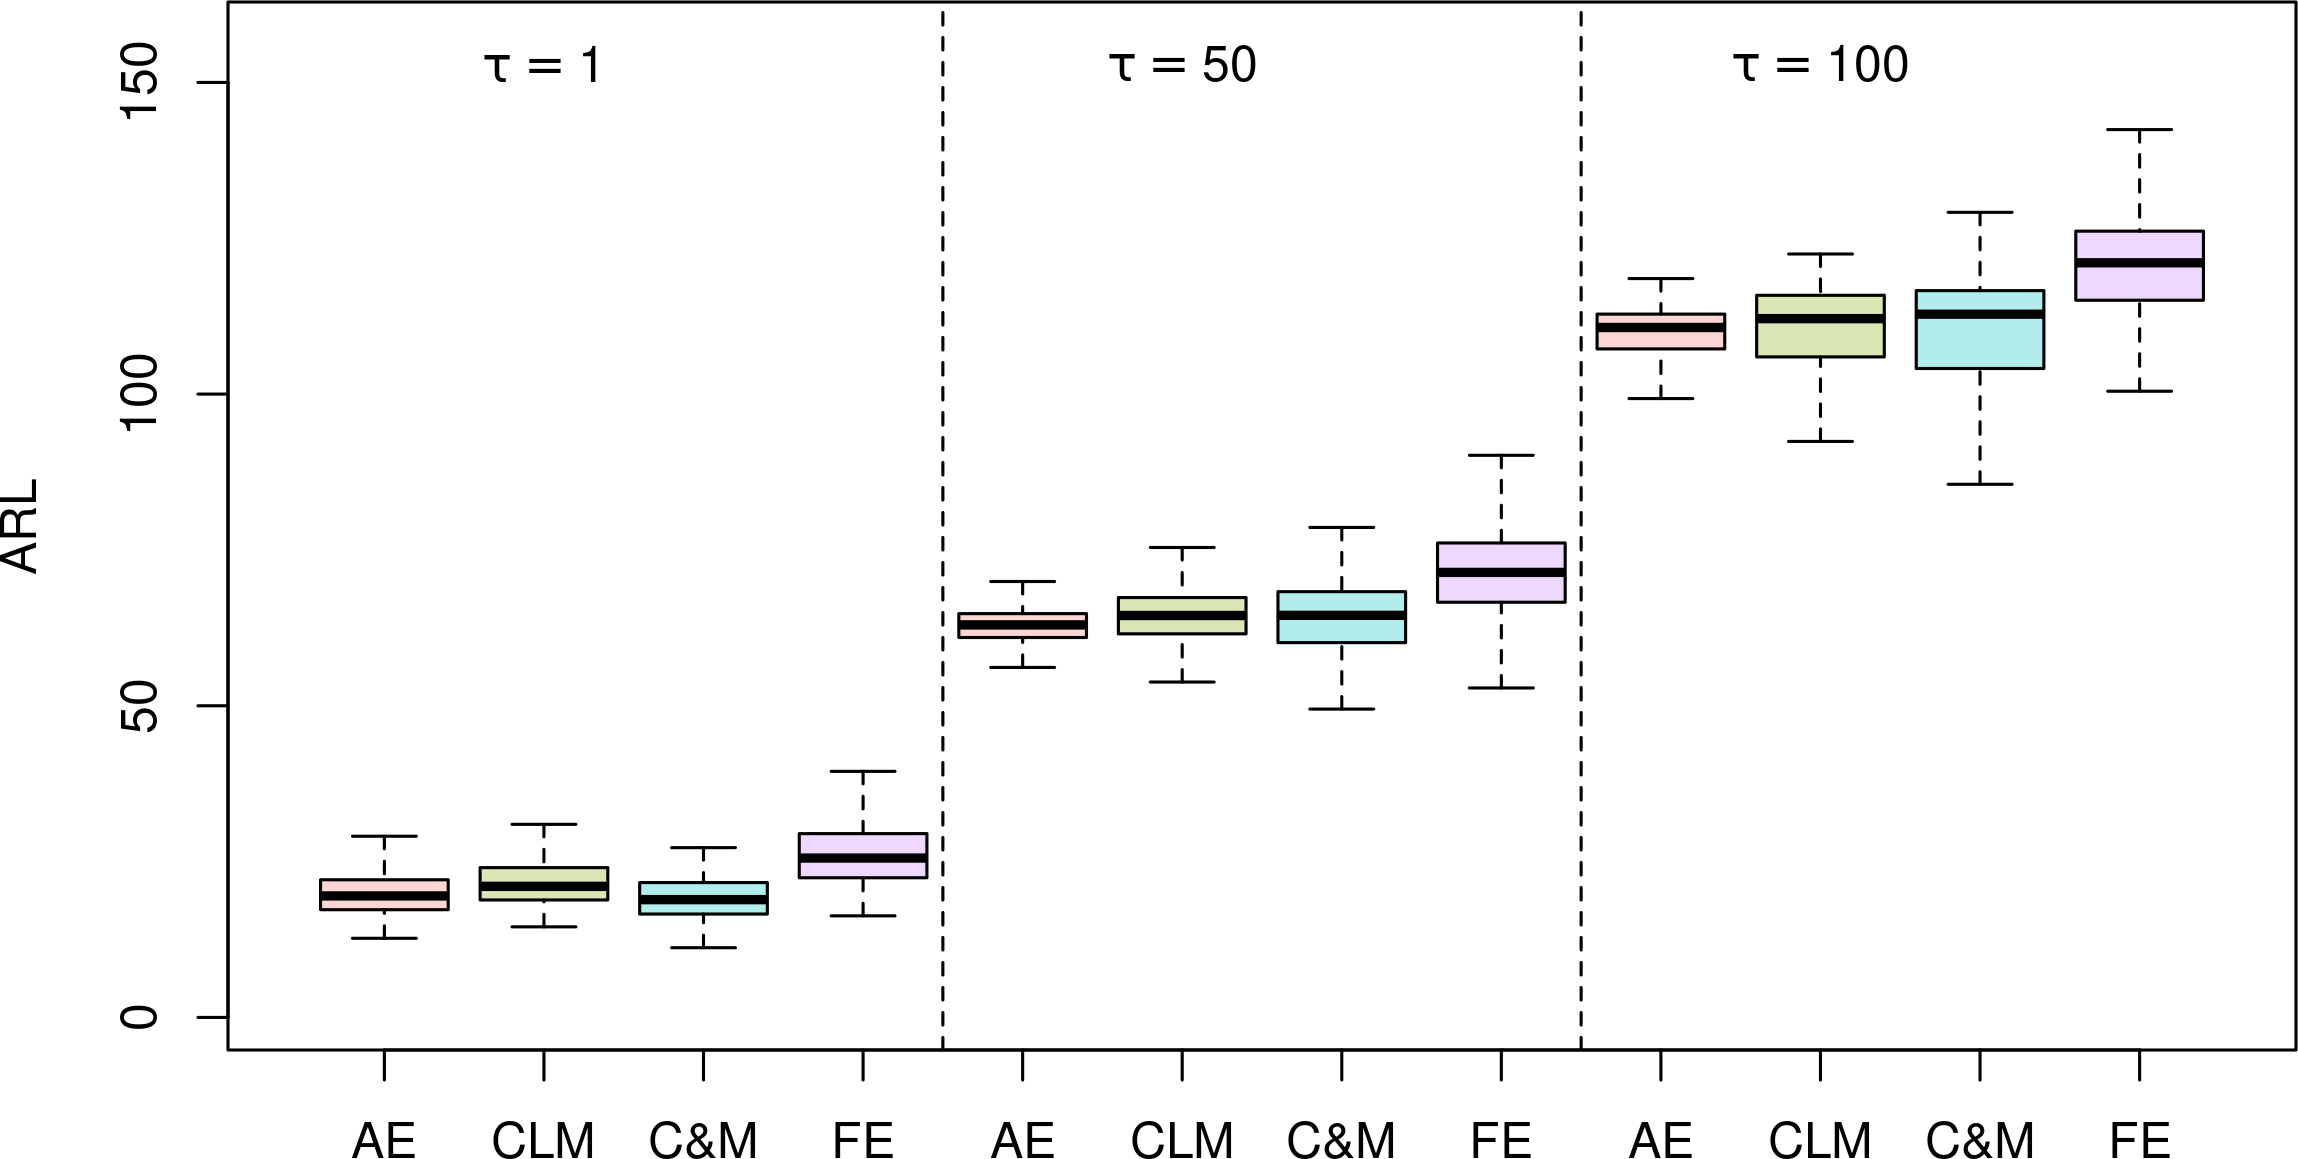 τ = 1
τ = 50
τ = 100
150
100
50
0
ARL
AE CLM C&M FE AE CLM C&M FE AE CLM C&M FE